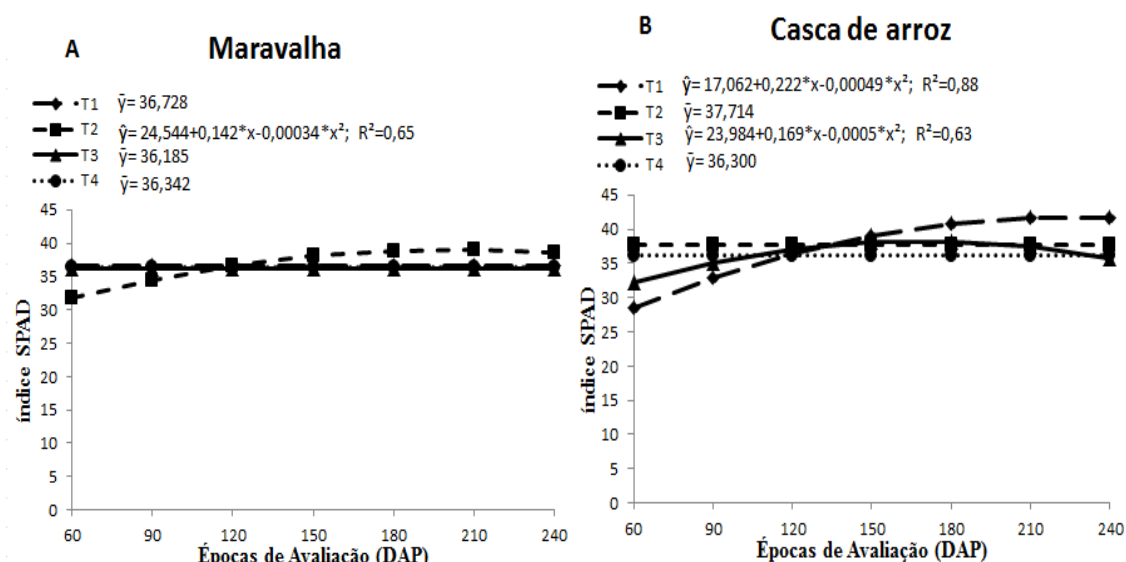 A
Maravalha
T1 ȳ= 36,728
T2 ŷ= 24,544+0,142*x-0,00034*x²; R²=0,65
T3 ȳ= 36,185
T4 ȳ= 36,342
45
40
35
30
25
20
15
10
5
0
60 90 120 150 180 210 240
índice SPAD
Épocas de Avaliação (DAP)
B
Casca de arroz
T1 ŷ= 17,062+0,222*x-0,00049*x²; R²=0,88
T2 ȳ= 37,714
T3 ŷ= 23,984+0,169*x-0,0005*x²; R²=0,63
T4 ȳ= 36,300
45
40
35
30
25
20
15
10
5
0
60 90 120 150 180 210 240
índice SPAD
Épocas de Avaliação (DAP)